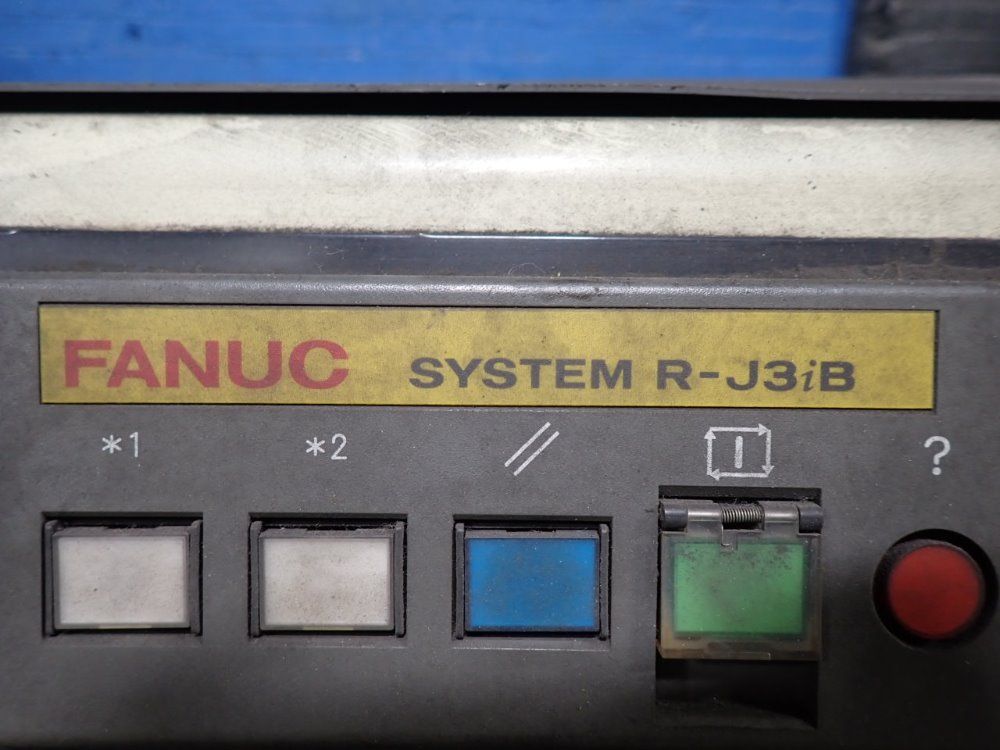 FANUC SYSTEM R-J3iB
*1 *2 ?